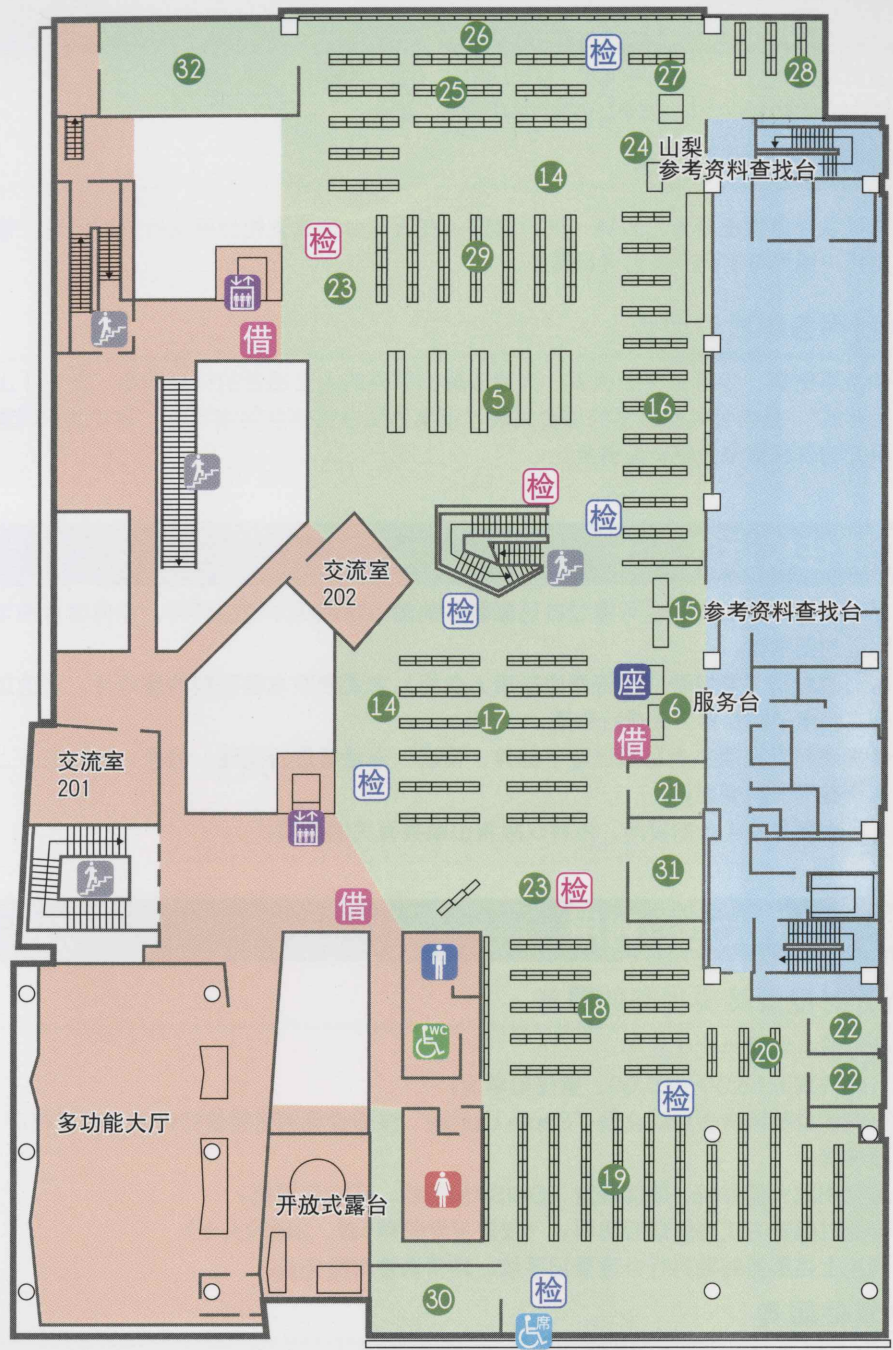 26
检
32
27
28
25
24
山梨
参考资料查找台
14
检
29
23
借
5
16
检
检
交流室
202
检
15
参考资料查找台
座
服务台
14
17
6
借
交流室
201
检
21
31
23
检
借
18
WC
22
20
22
检
多功能大厅
19
开放式露台
30
检
席